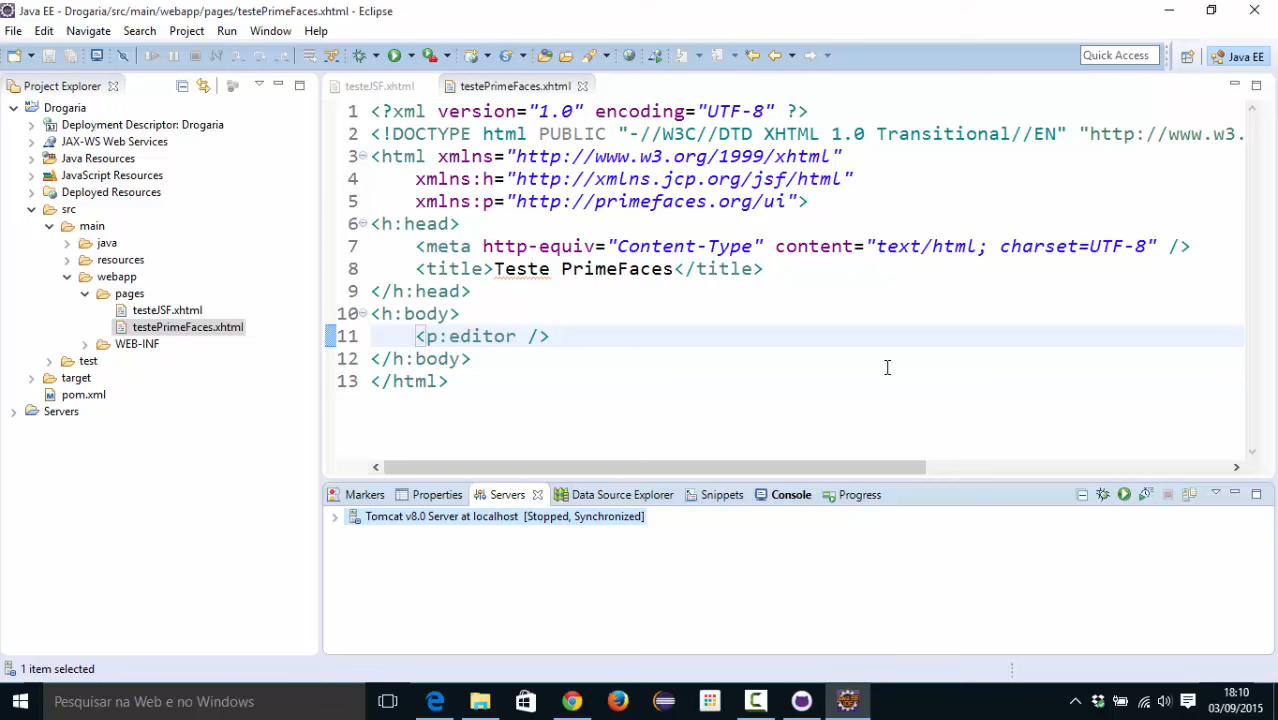 Java EE - Drogaria/src/main/webapp/pages/testePrimeFaces.xhtml - Eclipse
File Edit Navigate Search Project Run Window Help
Quick Access
Java EE
Project Explorer
testeJSF.xhtml
testePrimeFaces.xhtml
Drogaria
Deployment Descriptor: Drogaria
JAX-WS Web Services
Java Resources
JavaScript Resources
Deployed Resources
src
main
java
resources
webapp
pages
testeJSF.xhtml
testePrimeFaces.xhtml
WEB-INF
test
target
pom.xml
Servers
1 <?xml version="1.0" encoding="UTF-8" ?>
2 <!DOCTYPE html PUBLIC "-//W3C//DTD XHTML 1.0 Transitional//EN" "http://www.w3.
3 <html xmlns="http://www.w3.org/1999/xhtml"
4 xmlns:h="http://xmlns.jcp.org/jsf/html"
5 xmlns:p="http://primefaces.org/ui">
6 <h:head>
7 <meta http-equiv="Content-Type" content="text/html; charset=UTF-8" />
8 <title>Teste PrimeFaces</title>
9 </h:head>
10 <h:body>
11 <p:editor />
12 </h:body>
13 </html>
Markers Properties Servers Data Source Explorer Snippets Console Progress
Tomcat v8.0 Server at localhost [Stopped, Synchronized]
1 item selected
Pesquisar na Web e no Windows
18:10
03/09/2015